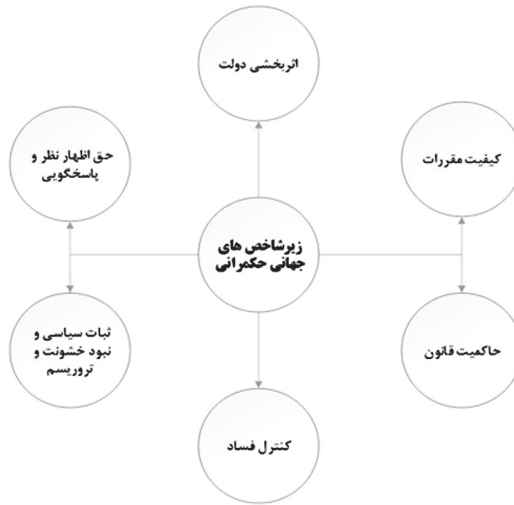 اثربخشی دولت
حق اظهار نظر و
پاسخگویی
کیفیت مقررات
زیرشاخص های
جهانی حکمرانی
ثبات سیاسی و
نبود خشونت و
تروریسم
حاکمیت قانون
کنترل فساد